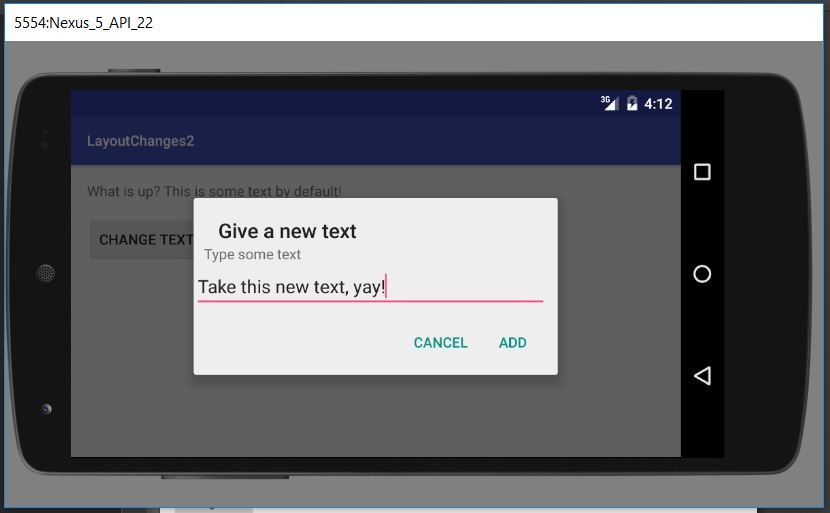 5554:Nexus_5_API_22
3G 4:12
LayoutChanges2
What is up? This is some text by default!
CHANGE TEXT
Give a new text
Type some text
Take this new text, yay!
CANCEL ADD